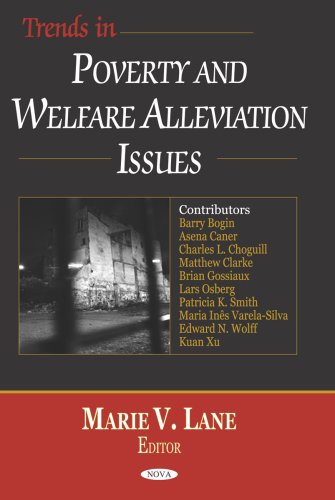 Trends in
POVERTY AND
WELFARE ALLEVIATION
ISSUES
Contributors
Barry Bogin
Asena Caner
Charles L. Choguill
Matthew Clarke
Brian Gossiaux
Lars Osberg
Patricia K. Smith
Maria Inês Varela-Silva
Edward N. Wolff
Kuan Xu
MARIE V. LANE
EDITOR
NOVA